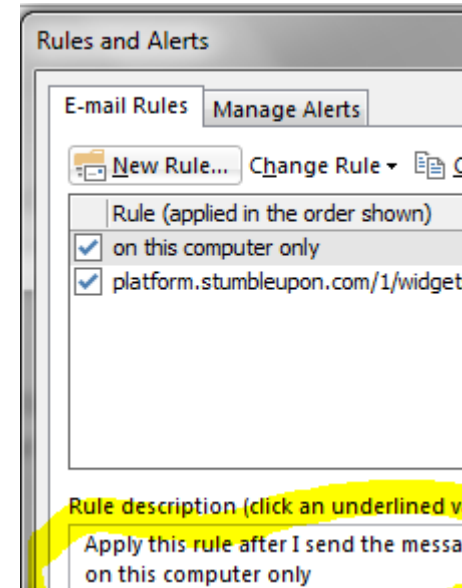 Rules and Alerts
E-mail Rules Manage Alerts
New Rule... Change Rule
Rule (applied in the order shown)
on this computer only
platform.stumbleupon.com/1/widget
Rule description (click an underlined
Apply this rule after I send the
on this computer only